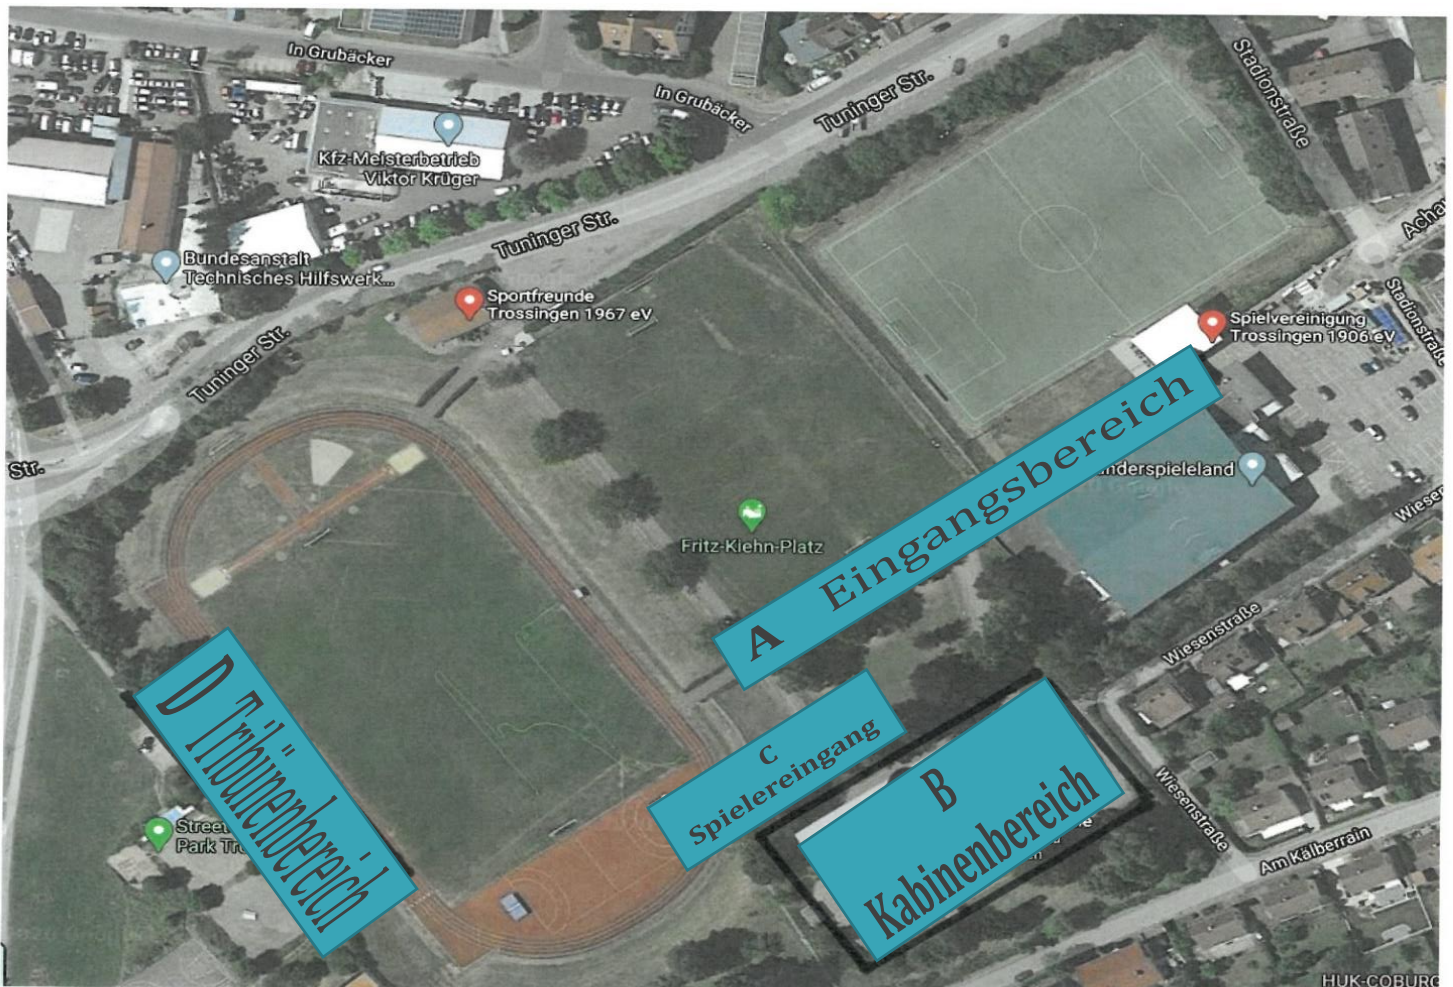 In Grubäcker
In Grubäcker
Tuninger Str.
Stadionstraße
Kfz-Meisterbetrieb
Viktor Krüger
Tuninger Str.
Bundesanstalt
Technisches Hilfswerk...
Sportfreunde
Trossingen 1967 eV
Spielvereinigung
Trossingen 1906 eV
Stadionstraße
Tuninger Str.
Str.
A Eingangsbereich
Fritz-Kiehn-Platz
Wiesenstraße
D Tribünenbereich
C
Spielereingang
B
Kabinenbereich
Wiesenstraße
Street
Am Kälberrain
HUK-COBURG